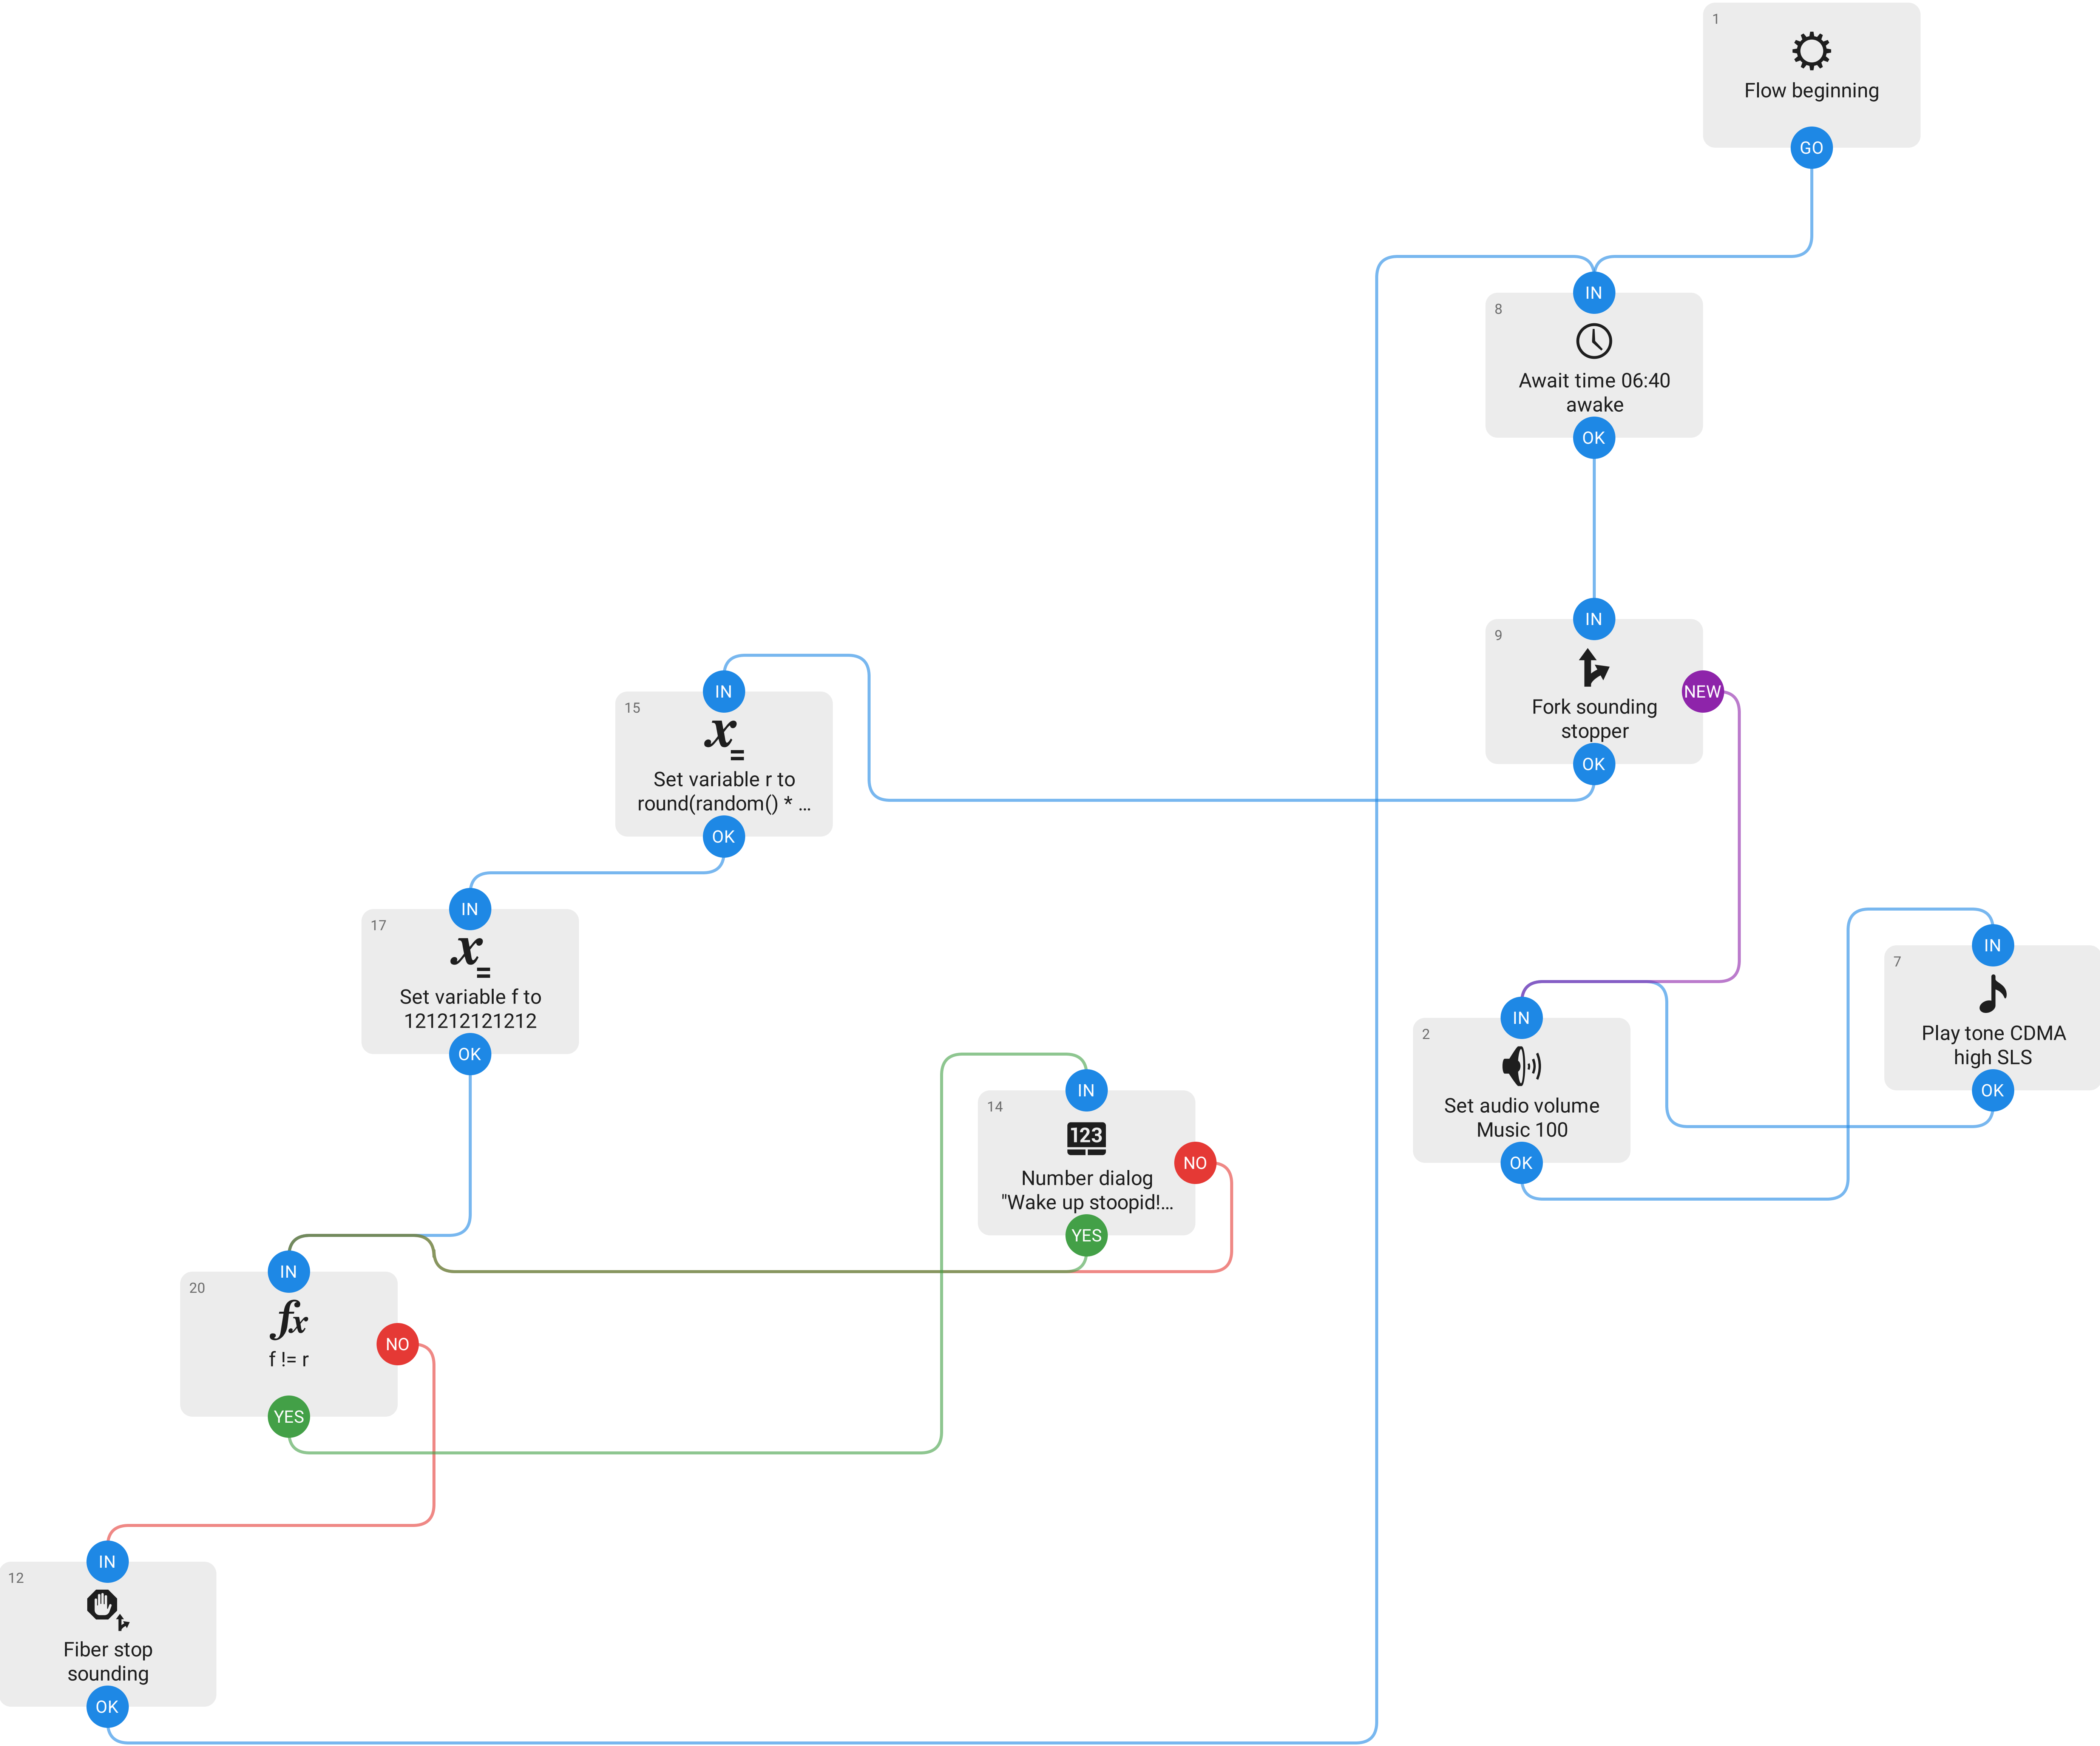 1
Flow beginning
GO
IN
8
Await time 06:40
awake
OK
IN
9
Fork sounding
stopper
NEW
OK
IN
15
Set variable r to
round(random() * ...
OK
IN
17
Set variable f to
121212121212
OK
IN
7
Play tone CDMA
high SLS
OK
IN
2
Set audio volume
Music 100
OK
IN
14
123
Number dialog
"Wake up stoopid!...
NO
YES
IN
20
fx
f != r
NO
YES
IN
12
Fiber stop
sounding
OK